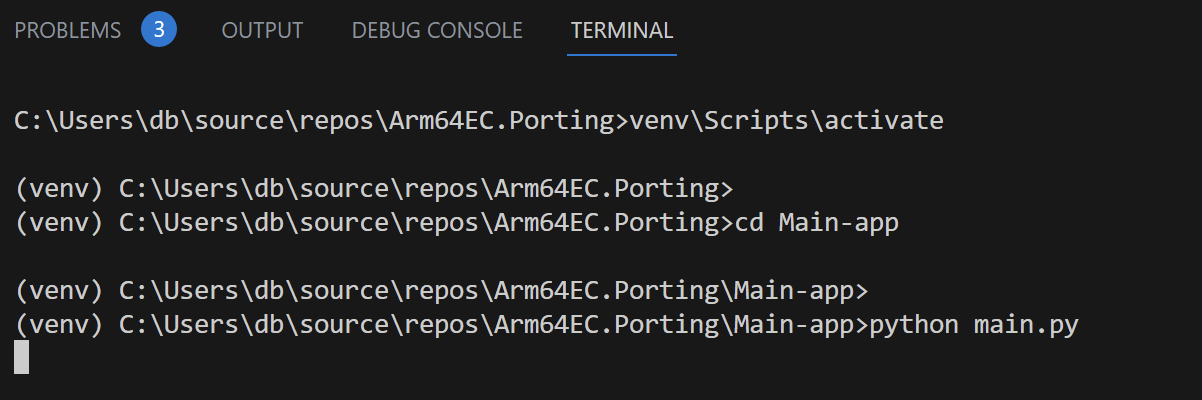 PROBLEMS 3 OUTPUT DEBUG CONSOLE TERMINAL
C:\Users\db\source\repos\Arm64EC.Porting>venv\Scripts\activate
(venv) C:\Users\db\source\repos\Arm64EC.Porting>
(venv) C:\Users\db\source\repos\Arm64EC.Porting>cd Main-app
(venv) C:\Users\db\source\repos\Arm64EC.Porting\Main-app>
(venv) C:\Users\db\source\repos\Arm64EC.Porting\Main-app>python main.py